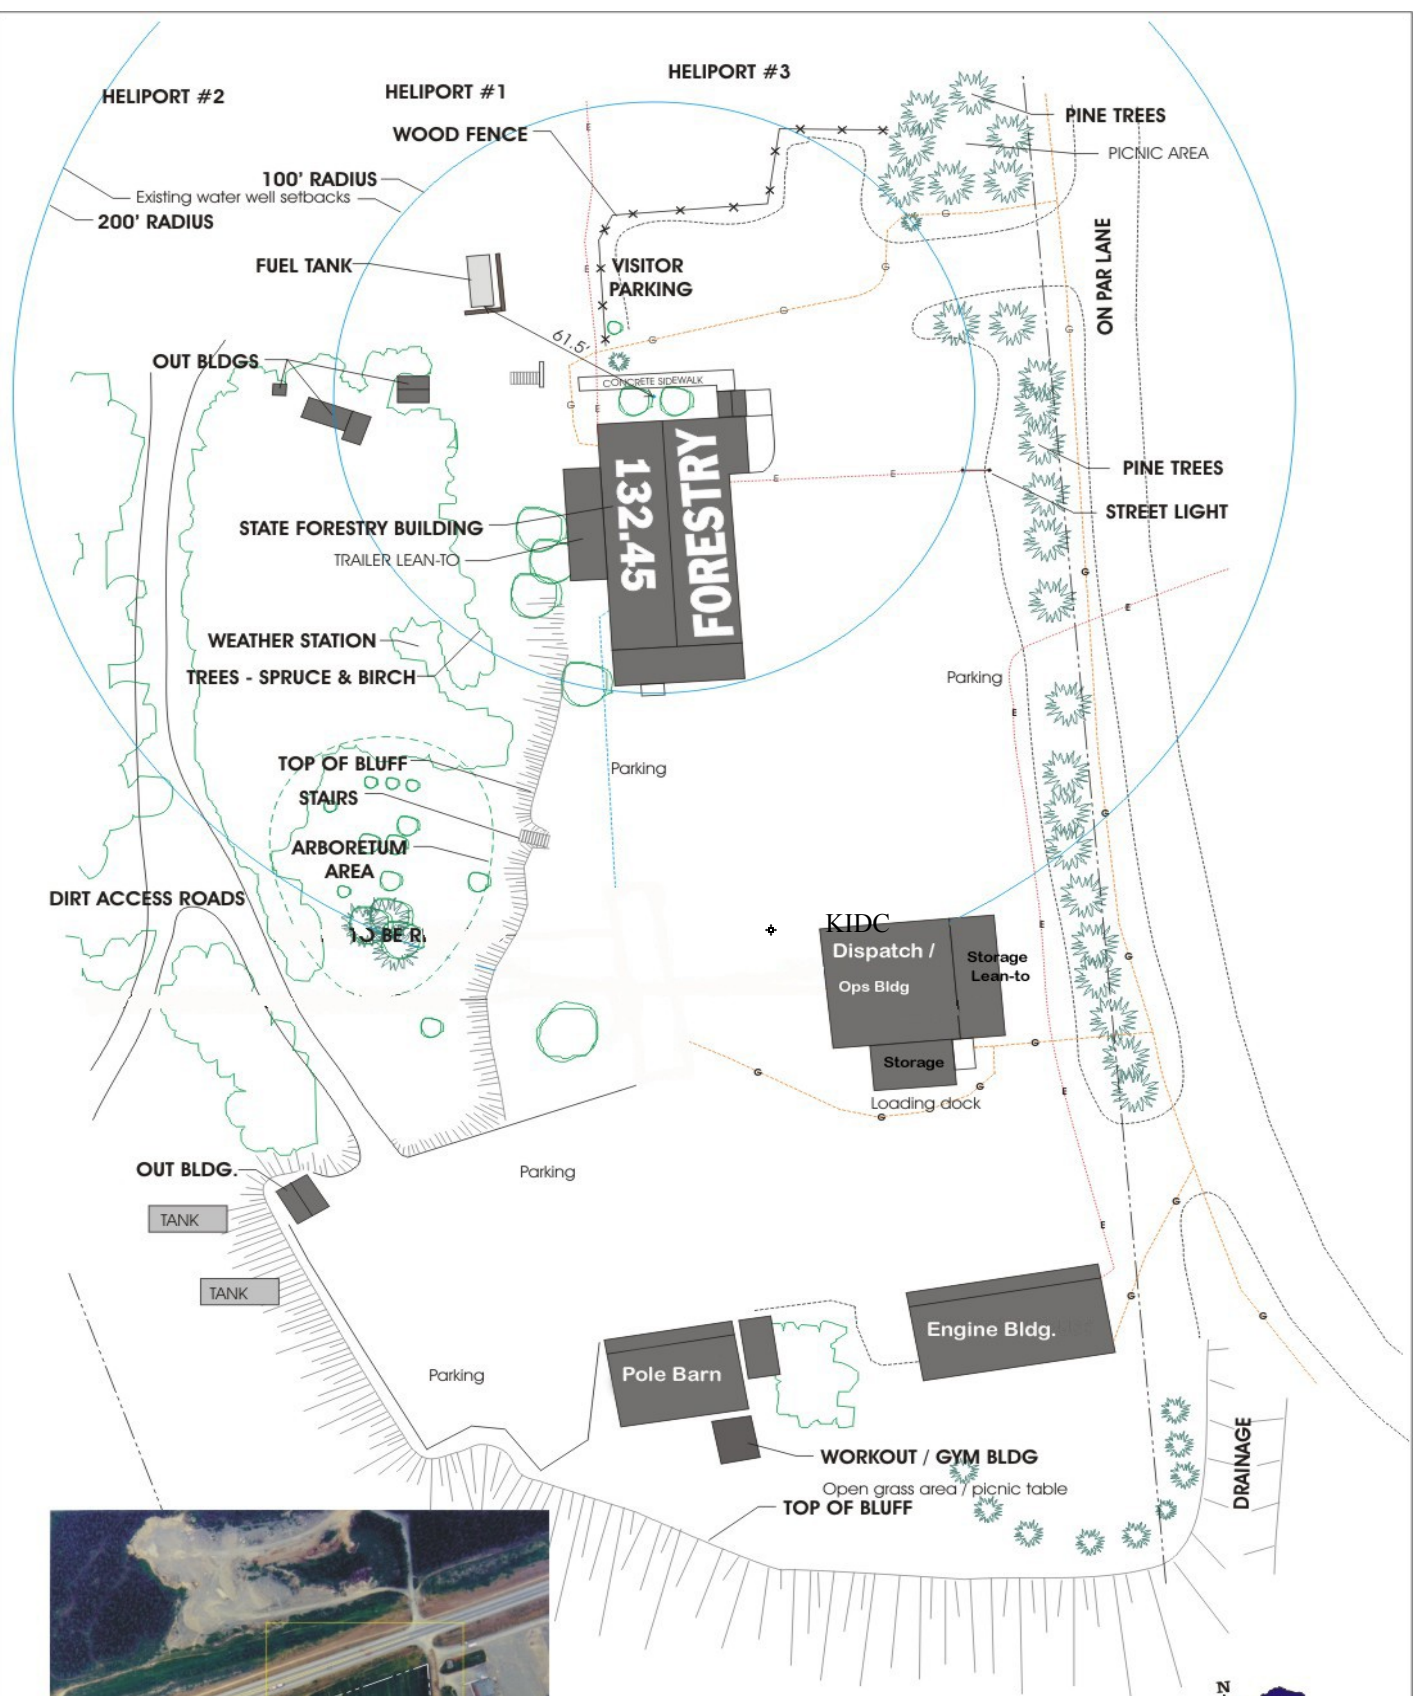 HELIPORT #3
HELIPORT #1
HELIPORT #2
PINE TREES
WOOD FENCE
E
PICNIC AREA
100' RADIUS
Existing water well setbacks
200' RADIUS
G
ON PAR LANE
FUEL TANK
E
VISITOR
PARKING
G
G
G
G
61.5'
OUT BLDGS
CONCRETE SIDEWALK
G
E
FORESTRY
132.45
PINE TREES
E
E
STREET LIGHT
STATE FORESTRY BUILDING
TRAILER LEAN-TO
G
E
WEATHER STATION
TREES - SPRUCE & BIRCH
Parking
E
TOP OF BLUFF
Parking
STAIRS
G
ARBORETUM
AREA
DIRT ACCESS ROADS
TO BE R
KIDC
E
Dispatch /
Ops Bldg
Storage
Lean-to
G
G
G
Storage
G
E
Loading dock
G
OUT BLDG.
Parking
TANK
G
E
TANK
G
G
Engine Bldg.
Pole Barn
Parking
DRAINAGE
WORKOUT / GYM BLDG
Open grass area / picnic table
TOP OF BLUFF
N